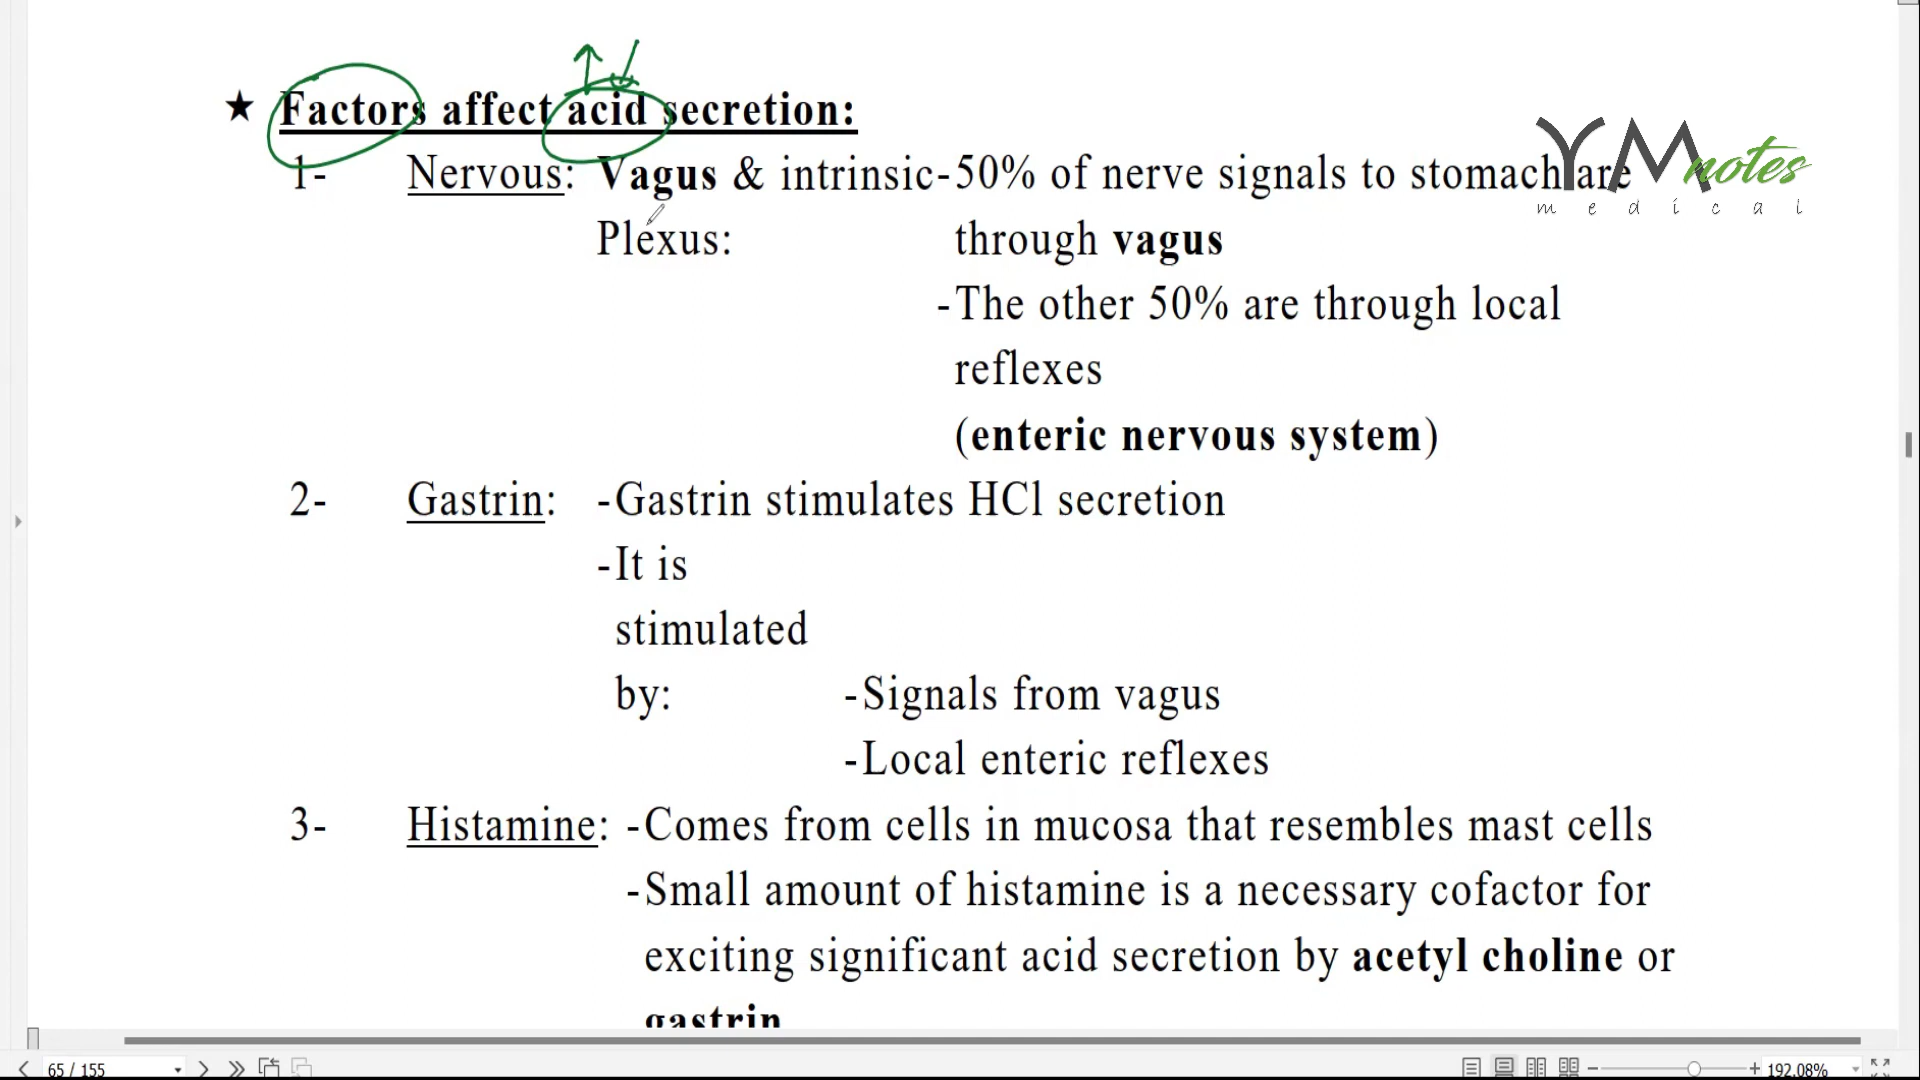 ★ Factors affect acid secretion:
1- Nervous: Vagus & intrinsic -50% of nerve signals to stomach are
Plexus: through vagus
-The other 50% are through local
reflexes
(enteric nervous system)
2- Gastrin: -Gastrin stimulates HCl secretion
-It is
stimulated
by: -Signals from vagus
-Local enteric reflexes
3- Histamine: -Comes from cells in mucosa that resembles mast cells
-Small amount of histamine is a necessary cofactor for
exciting significant acid secretion by acetyl choline or
gastrin
YM notes
medical
65 / 155
192.08%